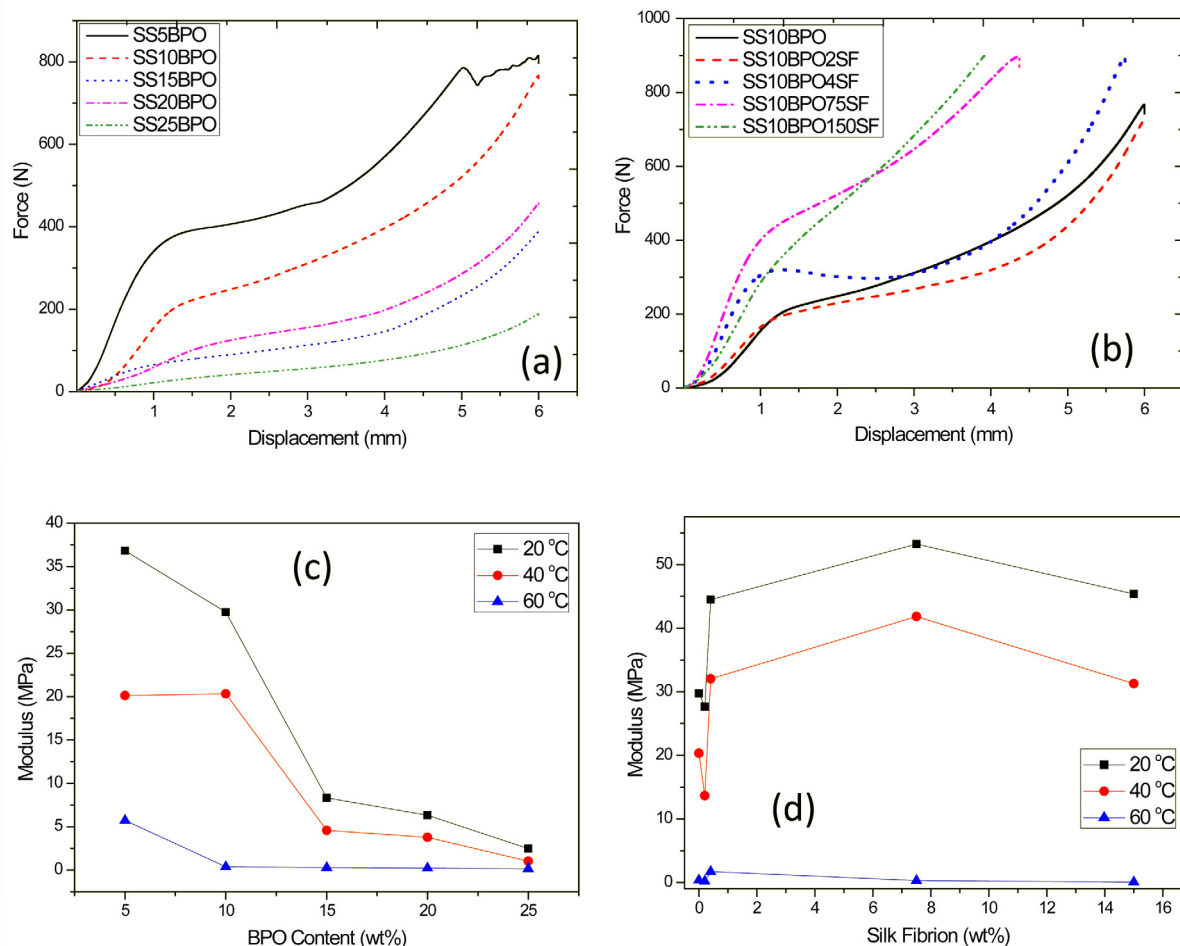 SS5BPO
SS10BPO
SS15BPO
SS20BPO
SS25BPO
800
600
400
200
0
1 2 3 4 5 6
Force (N)
Displacement (mm)
(a)
SS10BPO
SS10BPO2SF
SS10BPO4SF
SS10BPO75SF
SS10BPO150SF
1000
800
600
400
200
0
1 2 3 4 5 6
Force (N)
Displacement (mm)
(b)
40
35
30
25
20
15
10
5
0
5 10 15 20 25
Modulus (MPa)
BPO Content (wt%)
(c)
20 °C
40 °C
60 °C
50
40
30
20
10
0
0 2 4 6 8 10 12 14 16
Modulus (MPa)
Silk Fibrion (wt%)
(d)
20 °C
40 °C
60 °C